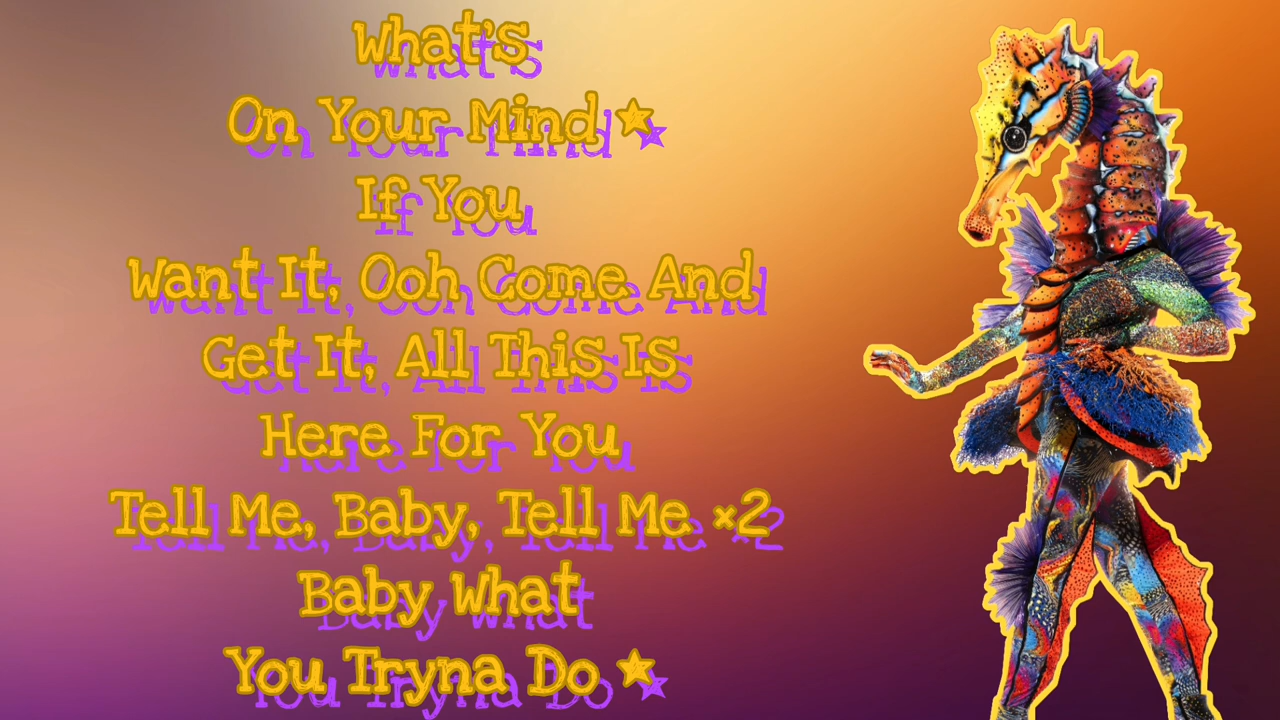 What's
On Your Mind ★
If You
Want It, Ooh Come And
Get It, All This Is
Here For You
Tell Me, Baby, Tell Me ×2
Baby What
You Tryna Do ★